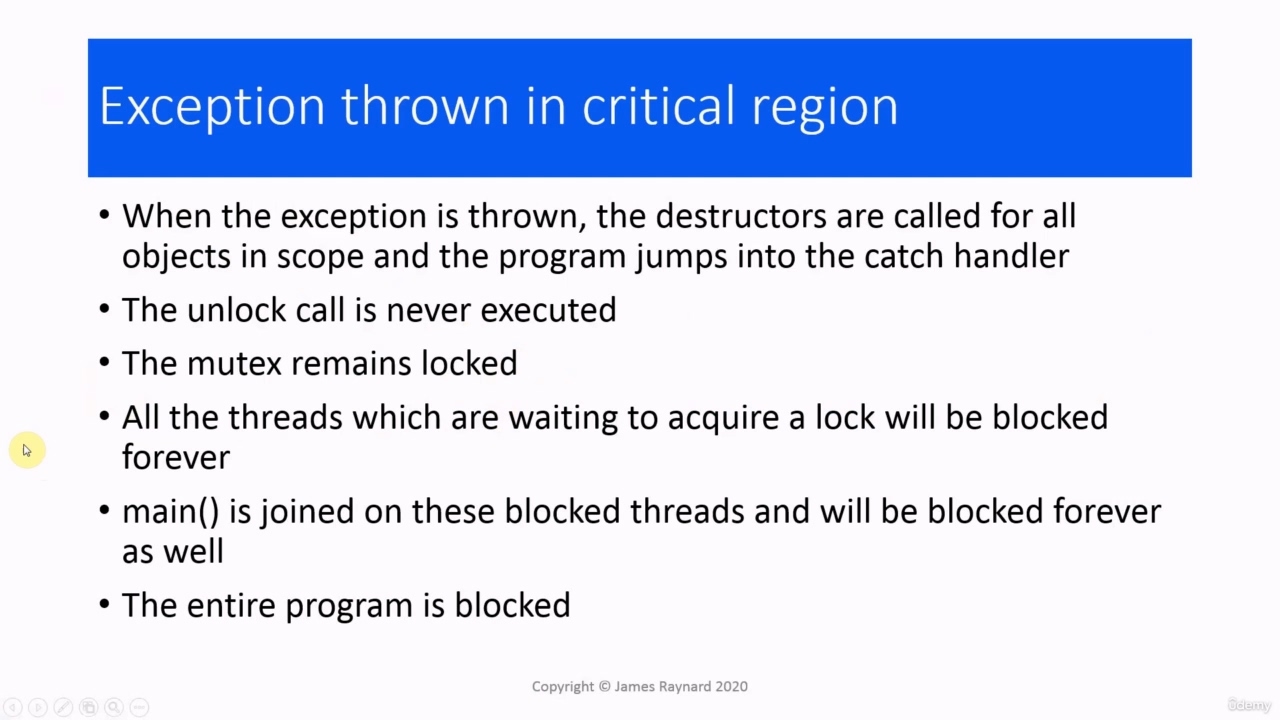 Exception thrown in critical region
• When the exception is thrown, the destructors are called for all
objects in scope and the program jumps into the catch handler
• The unlock call is never executed
• The mutex remains locked
• All the threads which are waiting to acquire a lock will be blocked
forever
• main() is joined on these blocked threads and will be blocked forever
as well
• The entire program is blocked
Copyright © James Raynard 2020
ûdemy